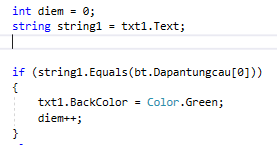 int diem = 0;
string string1 = txt1.Text;
if (string1.Equals(bt.Dapantungcau[0]))
{
txt1.BackColor = Color.Green;
diem++;
}